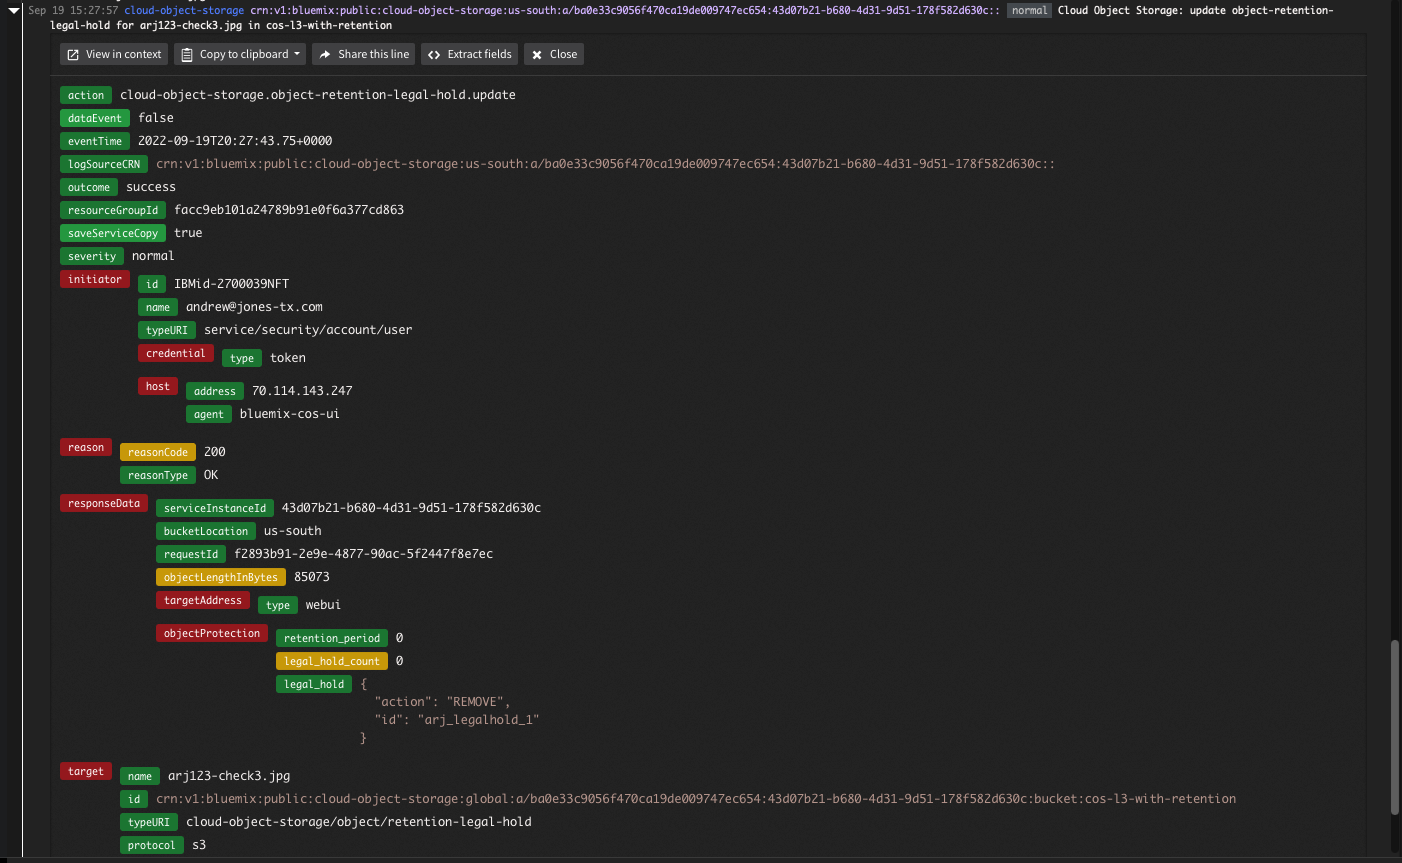 Sep 19 15:27:57 cloud-object-storage crn:v1:bluemix:public:cloud-object-storage:us-south:a/ba0e33c9056f470ca19de009747ec654:43d07b21-b680-4d31-9d51-178f582d630c:: normal Cloud Object Storage: update object-retention-
legal-hold for arj123-check3.jpg in cos-l3-with-retention
View in context Copy to clipboard Share this line Extract fields Close
action cloud-object-storage.object-retention-legal-hold.update
dataEvent false
eventTime 2022-09-19T20:27:43.75+0000
logSourceCRN crn:v1:bluemix:public:cloud-object-storage:us-south:a/ba0e33c9056f470ca19de009747ec654:43d07b21-b680-4d31-9d51-178f582d630c::
outcome success
resourceGroupId facc9eb101a24789b91e0f6a377cd863
saveServiceCopy true
severity normal
initiator id IBMid-2700039NFT
name andrew@jones-tx.com
typeURI service/security/account/user
credential type token
host address 70.114.143.247
agent bluemix-cos-ui
reason reasonCode 200
reasonType OK
responseData serviceInstanceId 43d07b21-b680-4d31-9d51-178f582d630c
bucketLocation us-south
requestId f2893b91-2e9e-4877-90ac-5f2447f8e7ec
objectLengthInBytes 85073
targetAddress type webui
objectProtection retention_period 0
legal_hold_count 0
legal_hold {
"action": "REMOVE",
"id": "arj_legalhold_1"
}
target name arj123-check3.jpg
id crn:v1:bluemix:public:cloud-object-storage:global:a/ba0e33c9056f470ca19de009747ec654:43d07b21-b680-4d31-9d51-178f582d630c:bucket:cos-l3-with-retention
typeURI cloud-object-storage/object/retention-legal-hold
protocol s3